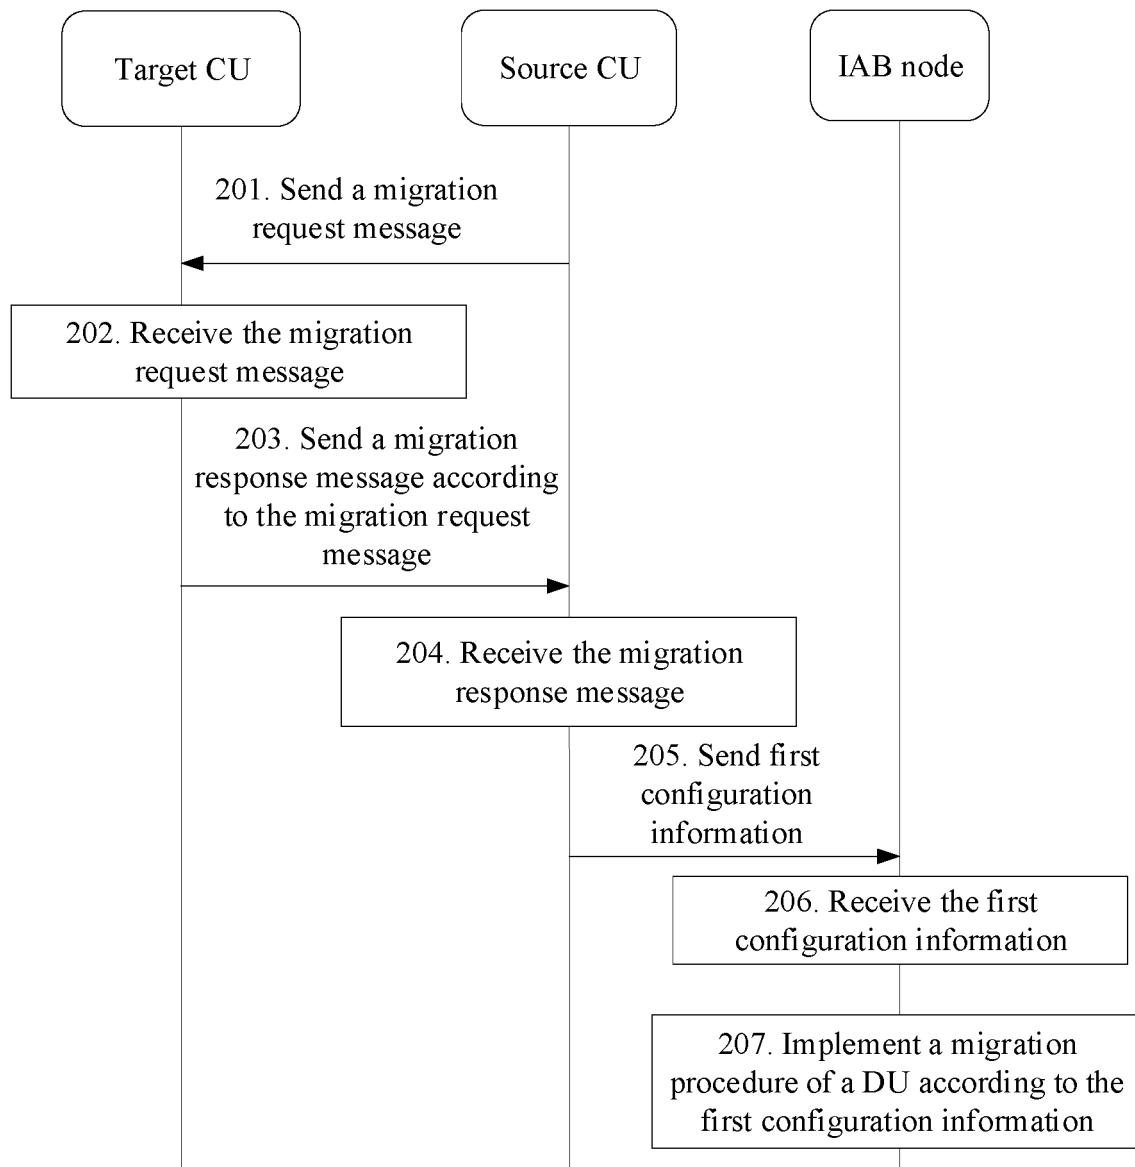 Target CU
Source CU
IAB node
201. Send a migration
request message
202. Receive the migration
request message
203. Send a migration
response message according
to the migration request
message
204. Receive the migration
response message
205. Send first
configuration
information
206. Receive the first
configuration information
207. Implement a migration
procedure of a DU according to the
first configuration information